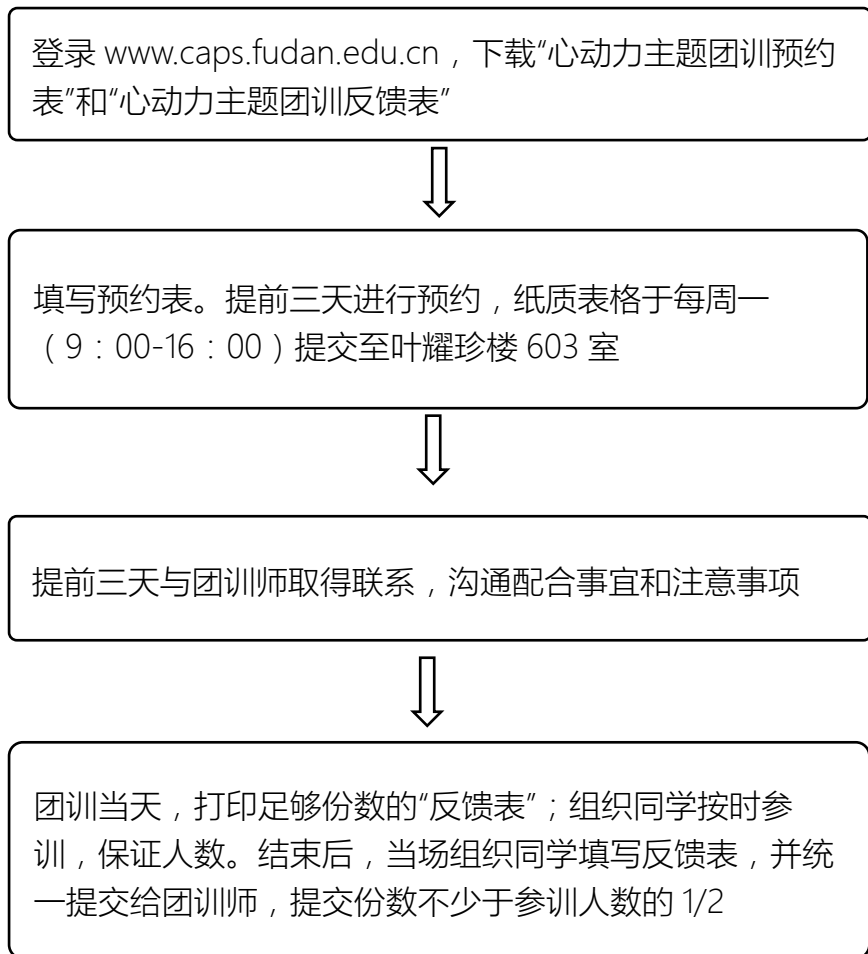 登录 www.caps.fudan.edu.cn，下载“心动力主题团训预约
表”和“心动力主题团训反馈表”
填写预约表。提前三天进行预约，纸质表格于每周一
（9：00-16：00）提交至叶耀珍楼 603 室
提前三天与团训师取得联系，沟通配合事宜和注意事项
团训当天，打印足够份数的“反馈表”；组织同学按时参
训，保证人数。结束后，当场组织同学填写反馈表，并统
一提交给团训师，提交份数不少于参训人数的 1/2